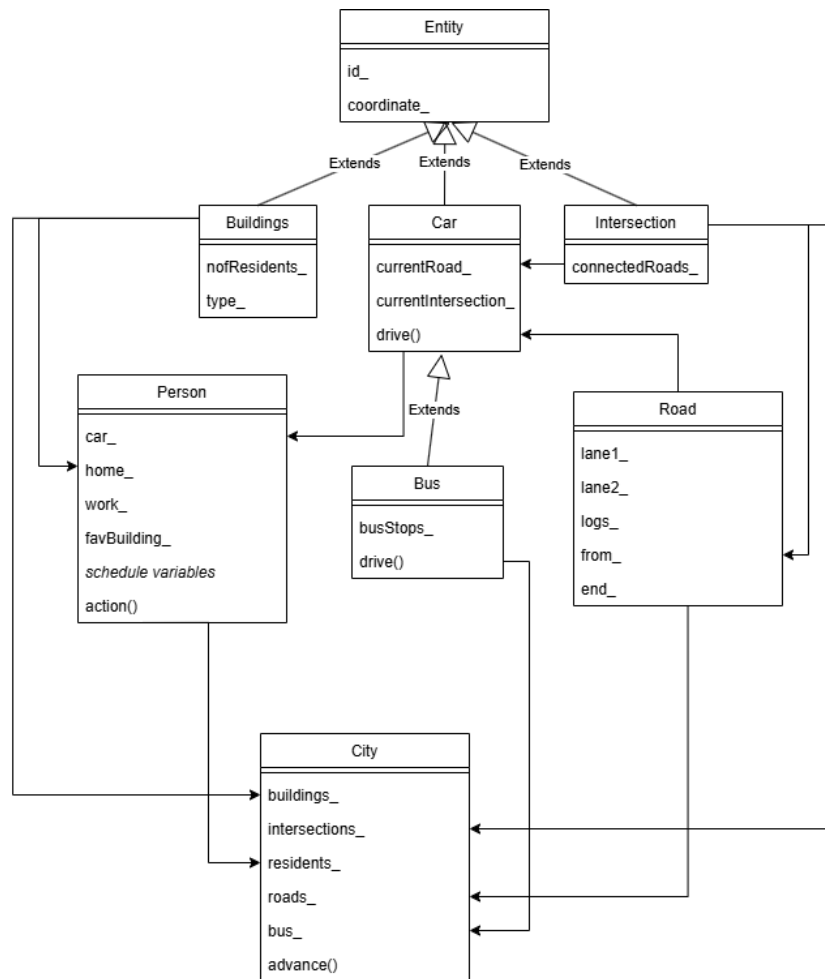 Entity
id_
coordinate_
Extends
Extends
Extends
Buildings
nofResidents_
type_
Car
currentRoad_
currentIntersection_
drive()
Intersection
connectedRoads_
Person
car_
home_
work_
favBuilding_
schedule variables
action()
Extends
Bus
busStops_
drive()
Road
lane1_
lane2_
logs_
from_
end_
City
buildings_
intersections_
residents_
roads_
bus_
advance()